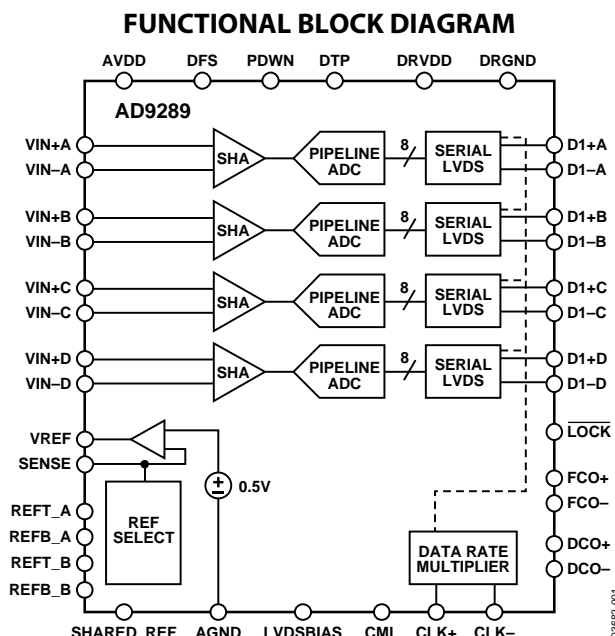 FUNCTIONAL BLOCK DIAGRAM
AVDD DFS PDWN DTP DRVDD DRGND
AD9289
VIN+A
VIN–A
SHA
PIPELINE
ADC
8
SERIAL
LVDS
D1+A
D1–A
VIN+B
VIN–B
SHA
PIPELINE
ADC
8
SERIAL
LVDS
D1+B
D1–B
VIN+C
VIN–C
SHA
PIPELINE
ADC
8
SERIAL
LVDS
D1+C
D1–C
VIN+D
VIN–D
SHA
PIPELINE
ADC
8
SERIAL
LVDS
D1+D
D1–D
VREF
SENSE
REFT_A
REFB_A
REFT_B
REFB_B
REF
SELECT
0.5V
DATA RATE
MULTIPLIER
LOCK
FCO+
FCO–
DCO+
DCO–
SHARED_REF AGND LVDSBIAS CML CLK+ CLK–